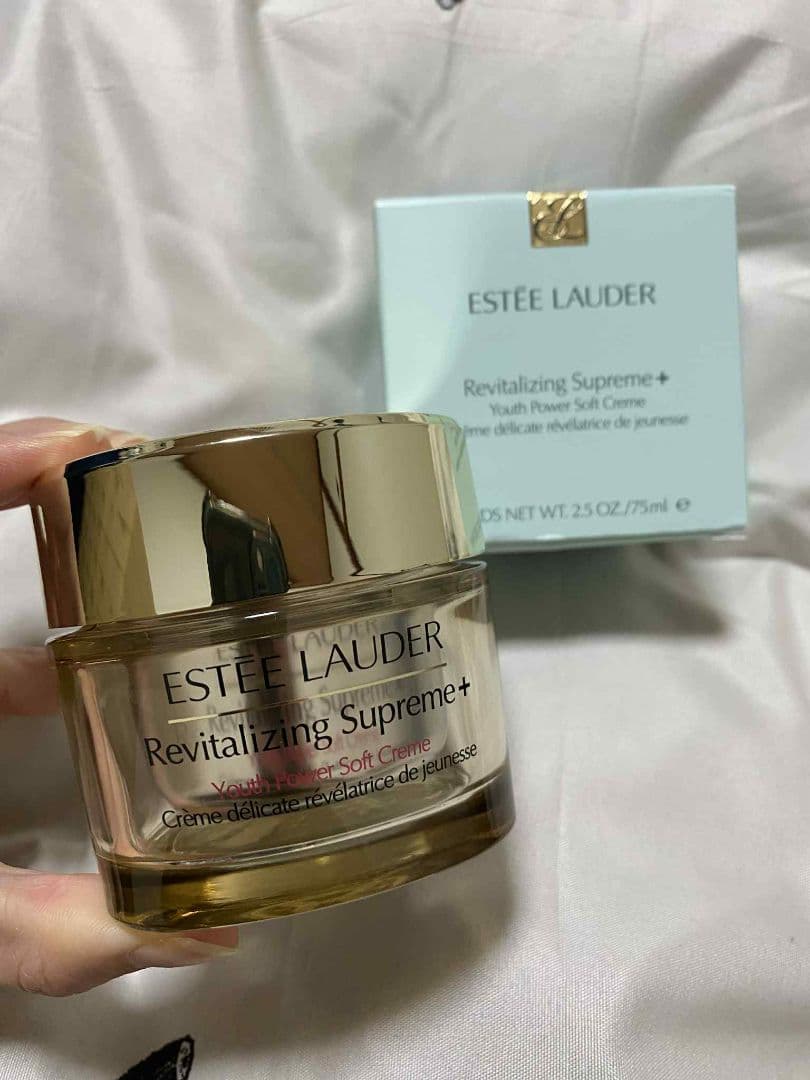 ESTĒE LAUDER
Revitalizing Supreme+
Youth Power Soft Creme
délicate révélatrice de jeunesse
NET WT. 2.5 OZ./75ml ℮
ESTĒE LAUDER
Revitalizing Supreme+
Youth Power Soft Creme
Crème délicate révélatrice de jeunesse